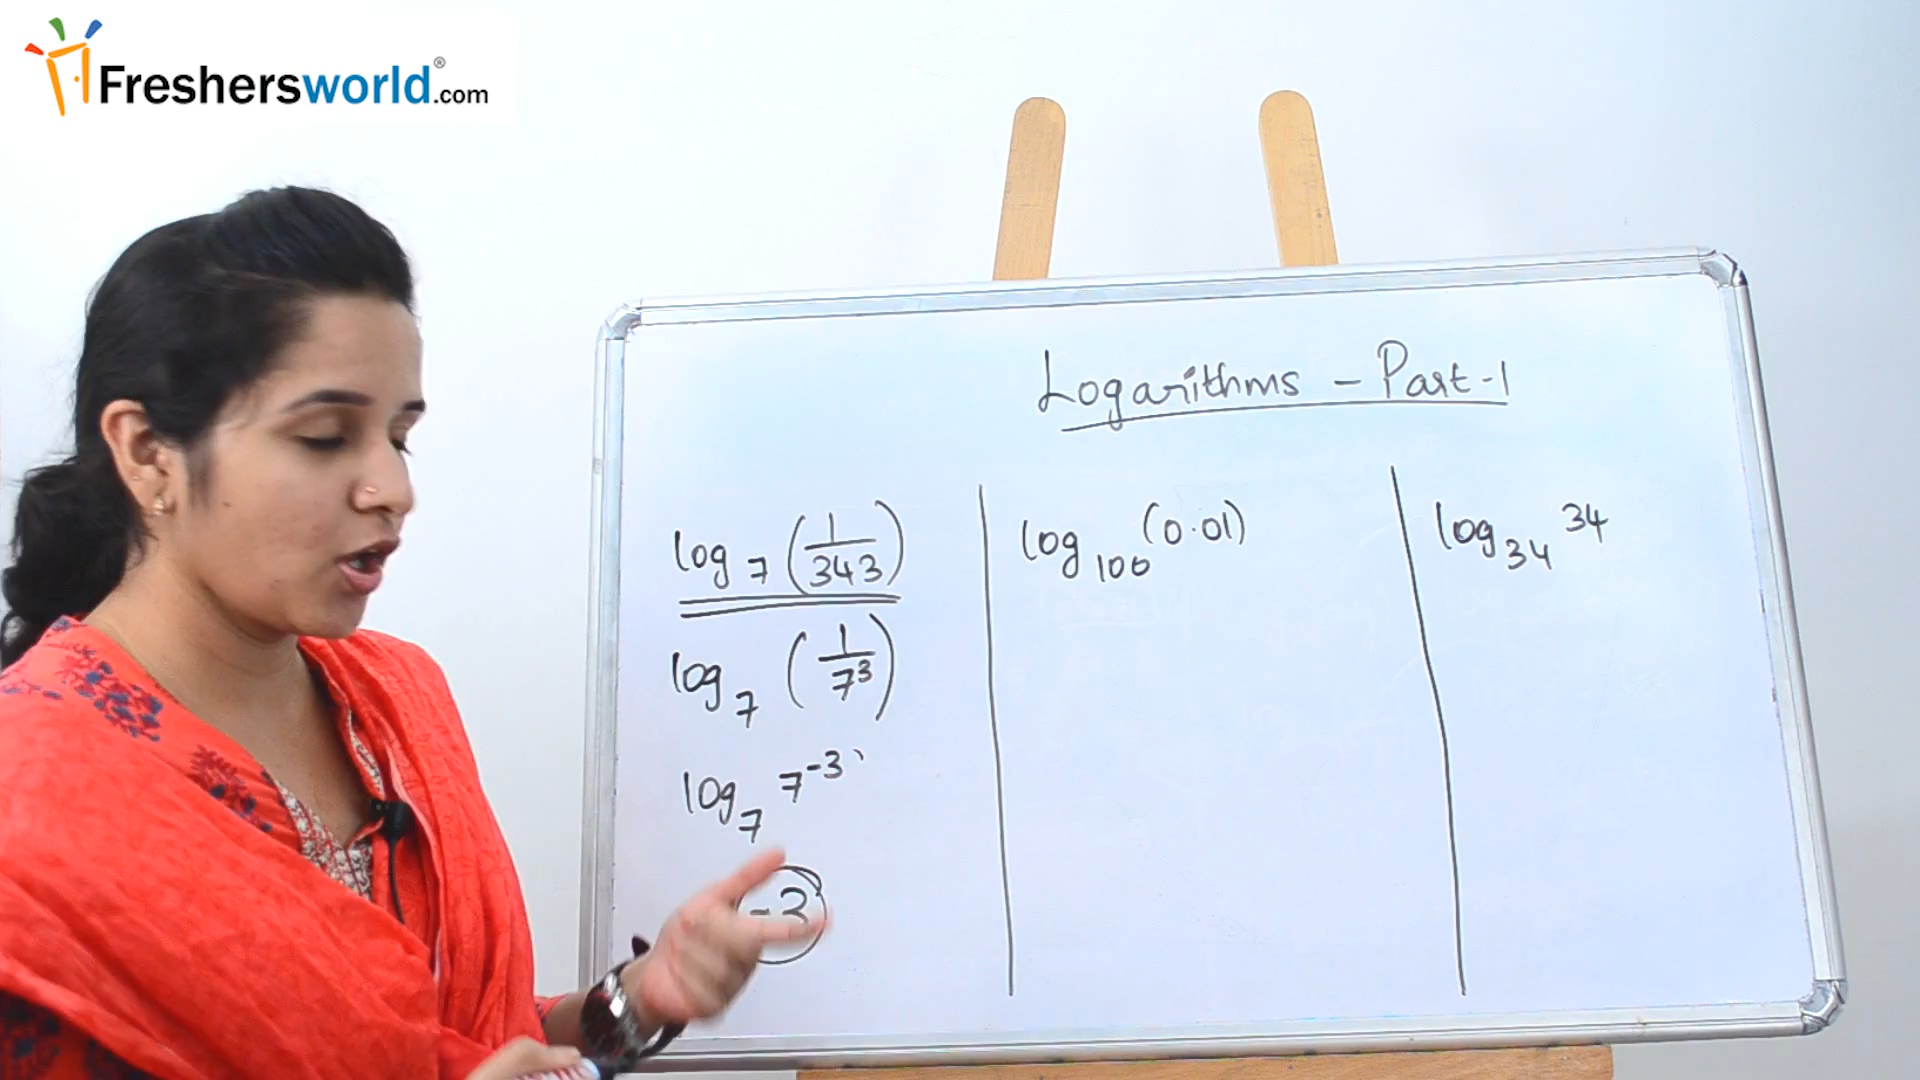 Freshersworld®.com
Logarithms - Part-1
log₇ (1/343)
log₇ (1/7³)
log₇ 7⁻³
-3
log₁₀₀ (0.01)
log₃₄ 34